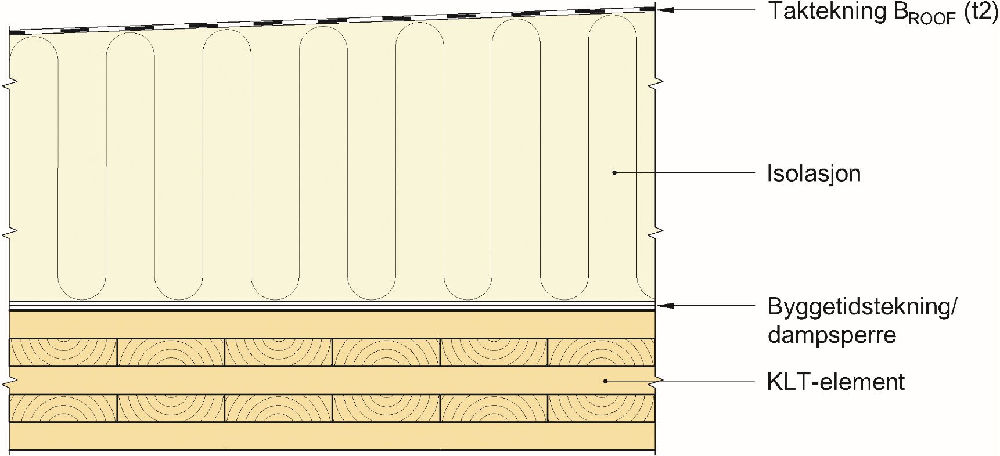 Taktekning BROOF (t2)
Isolasjon
Byggetidstekning/
dampsperre
KLT-element